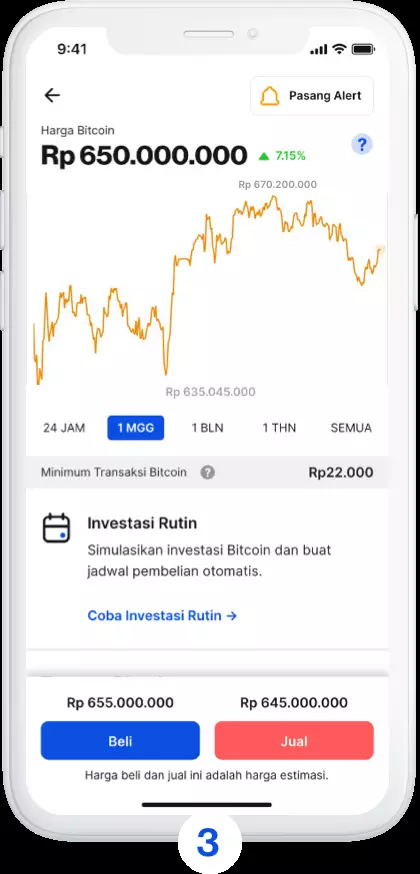 9:41
Pasang Alert
Harga Bitcoin
Rp 650.000.000 ▲ 7.15%
?
Rp 670.200.000
Rp 635.045.000
24 JAM 1 MGG 1 BLN 1 THN SEMUA
Minimum Transaksi Bitcoin ? Rp22.000
Investasi Rutin
Simulasikan investasi Bitcoin dan buat
jadwal pembelian otomatis.
Coba Investasi Rutin →
Rp 655.000.000 Rp 645.000.000
Beli Jual
Harga beli dan jual ini adalah harga estimasi.
3